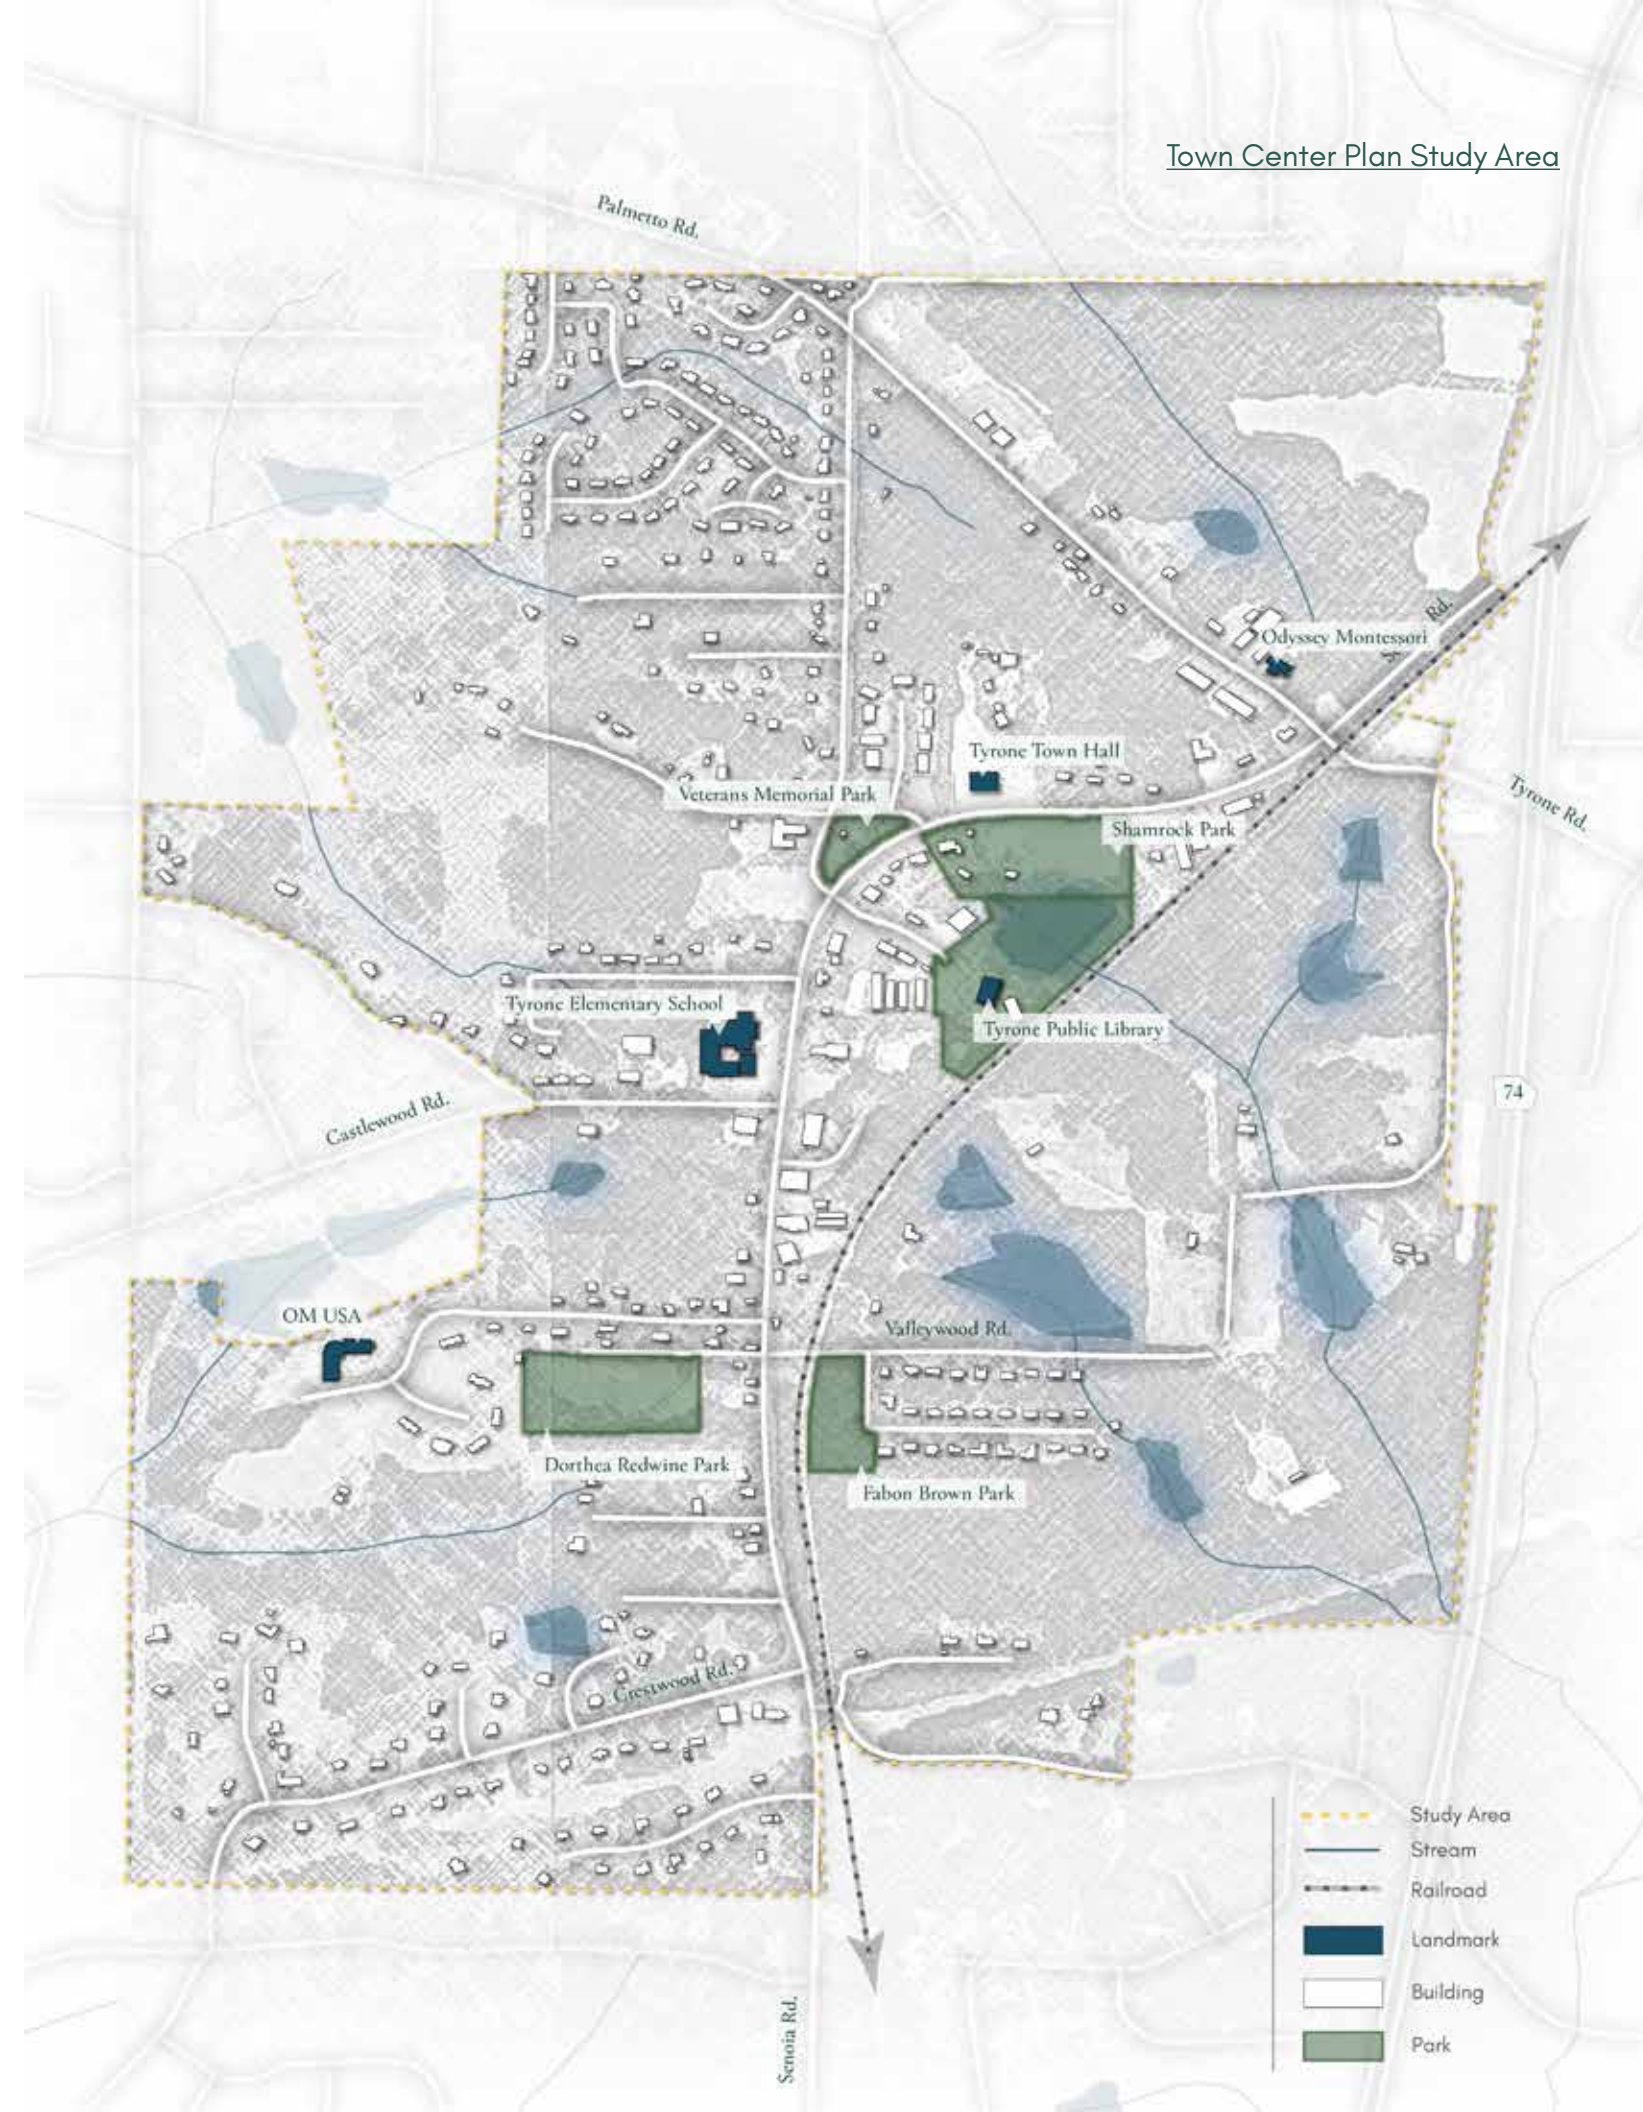 Town Center Plan Study Area
Palmetto Rd.
Rd.
Odyssey Montessori
Tyrone Town Hall
Tyrone Rd.
Veterans Memorial Park
Shamrock Park
Tyrone Elementary School
Tyrone Public Library
74
Castlewood Rd.
OM USA
Valleywood Rd.
Dorthea Redwine Park
Fabon Brown Park
Crestwood Rd.
Study Area
Stream
Railroad
Landmark
Building
Park
Senoia Rd.